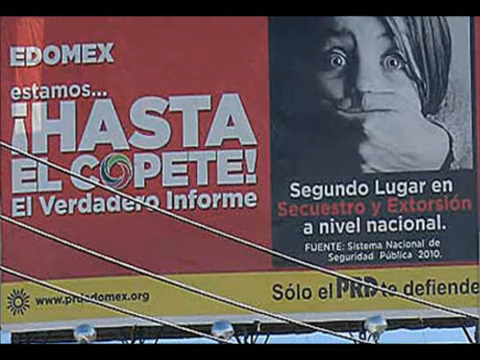 EDOMEX
estamos...
¡HASTA
EL COPETE!
El Verdadero Informe
Segundo Lugar en
Secuestro y Extorsión
a nivel nacional.
FUENTE: Sistema Nacional de
Seguridad Pública 2010.
www.prdedomex.org
Sólo el PRD te defiende